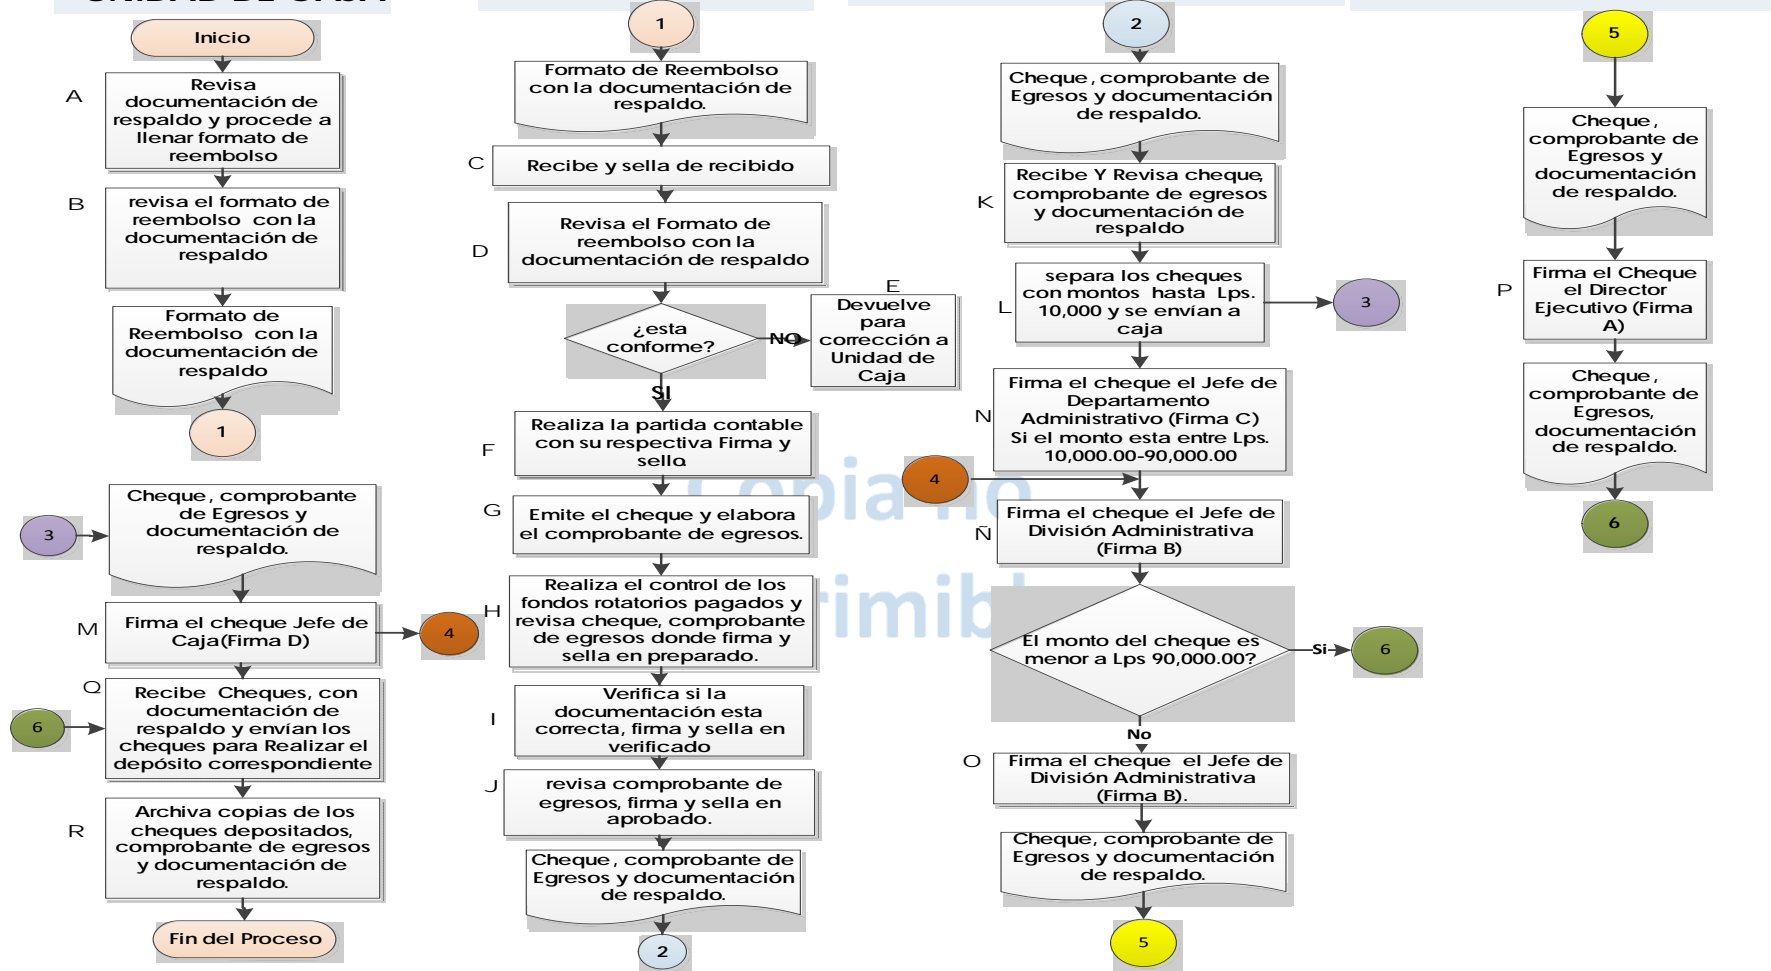 UNIDAD DE CAJA
Inicio
A
Revisa
documentación de
respaldo y procede a
llenar formato de
reembolso
B
revisa el formato de
reembolso con la
documentación de
respaldo
Formato de
Reembolso con la
documentación de
respaldo
1
3
Cheque, comprobante
de Egresos y
documentación de
respaldo.
M
Firma el cheque Jefe de
Caja(Firma D)
4
Q
6
Recibe Cheques, con
documentación de
respaldo y envían los
cheques para Realizar el
depósito correspondiente
R
Archiva copias de los
cheques depositados,
comprobante de egresos
y documentación de
respaldo.
Fin del Proceso
1
Formato de Reembolso
con la documentación de
respaldo.
C
Recibe y sella de recibido
D
Revisa el Formato de
reembolso con la
documentación de respaldo
¿esta
conforme?
NO
E
Devuelve
para
corrección a
Unidad de
Caja
SI
F
Realiza la partida contable
con su respectiva Firma y
sello.
G
Emite el cheque y elabora
el comprobante de egresos.
H
Realiza el control de los
fondos rotatorios pagados y
revisa cheque, comprobante
de egresos donde firma y
sella en preparado.
I
Verifica si la
documentación esta
correcta, firma y sella en
verificado
J
revisa comprobante de
egresos, firma y sella en
aprobado.
Cheque, comprobante de
Egresos y documentación
de respaldo.
2
2
Cheque, comprobante de
Egresos y documentación
de respaldo.
K
Recibe Y Revisa cheque,
comprobante de egresos
y documentación de
respaldo
L
separa los cheques
con montos hasta Lps.
10,000 y se envían a
caja
3
N
Firma el cheque el Jefe de
Departamento
Administrativo (Firma C)
Si el monto esta entre Lps.
10,000.00-90,000.00
4
Ñ
Firma el cheque el Jefe de
División Administrativa
(Firma B)
El monto del cheque es
menor a Lps 90,000.00?
Si
6
No
O
Firma el cheque el Jefe de
División Administrativa
(Firma B).
Cheque, comprobante de
Egresos y documentación
de respaldo.
5
5
Cheque,
comprobante de
Egresos y
documentación
de respaldo.
P
Firma el Cheque
el Director
Ejecutivo (Firma
A)
Cheque,
comprobante de
Egresos,
documentación
de respaldo.
6
Copia no